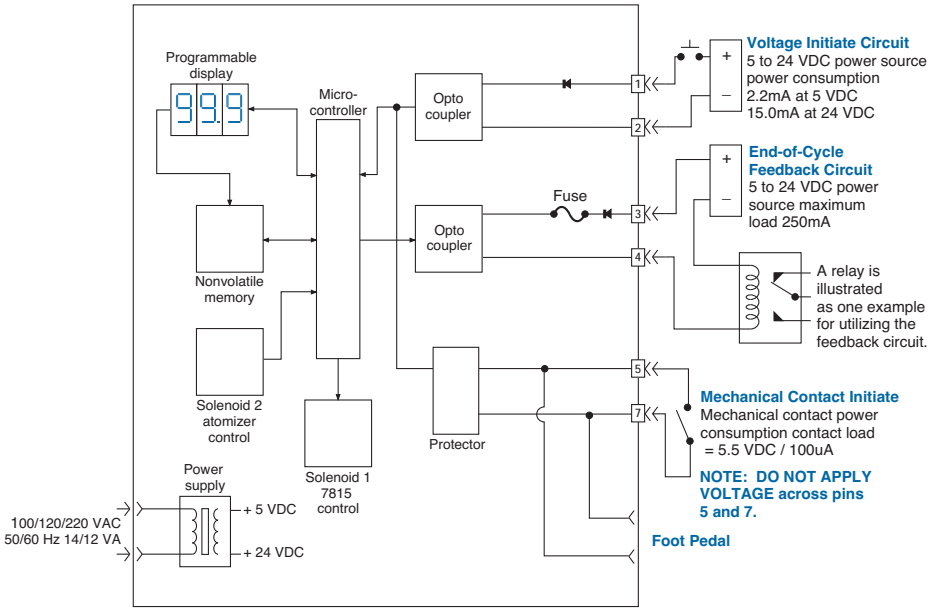 Programmable
display
99.9
Micro-
controller
Opto
coupler
1
2
Voltage Initiate Circuit
5 to 24 VDC power source
power consumption
2.2mA at 5 VDC
15.0mA at 24 VDC
+
–
End-of-Cycle
Feedback Circuit
5 to 24 VDC power
source maximum
load 250mA
+
–
Fuse
Opto
coupler
3
4
Nonvolatile
memory
A relay is
illustrated
as one example
for utilizing the
feedback circuit.
Solenoid 2
atomizer
control
Solenoid 1
7815
control
Protector
5
7
Mechanical Contact Initiate
Mechanical contact power
consumption contact load
= 5.5 VDC / 100uA
NOTE: DO NOT APPLY
VOLTAGE across pins
5 and 7.
Foot Pedal
Power
supply
+ 5 VDC
+ 24 VDC
100/120/220 VAC
50/60 Hz 14/12 VA